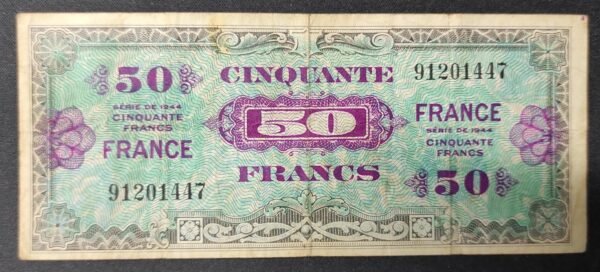 50
SÉRIE DE 1944
CINQUANTE
FRANCS
FRANCE
91201447
CINQUANTE
50
FRANCS
91201447
FRANCE
SÉRIE DE 1944
CINQUANTE
FRANCS
50